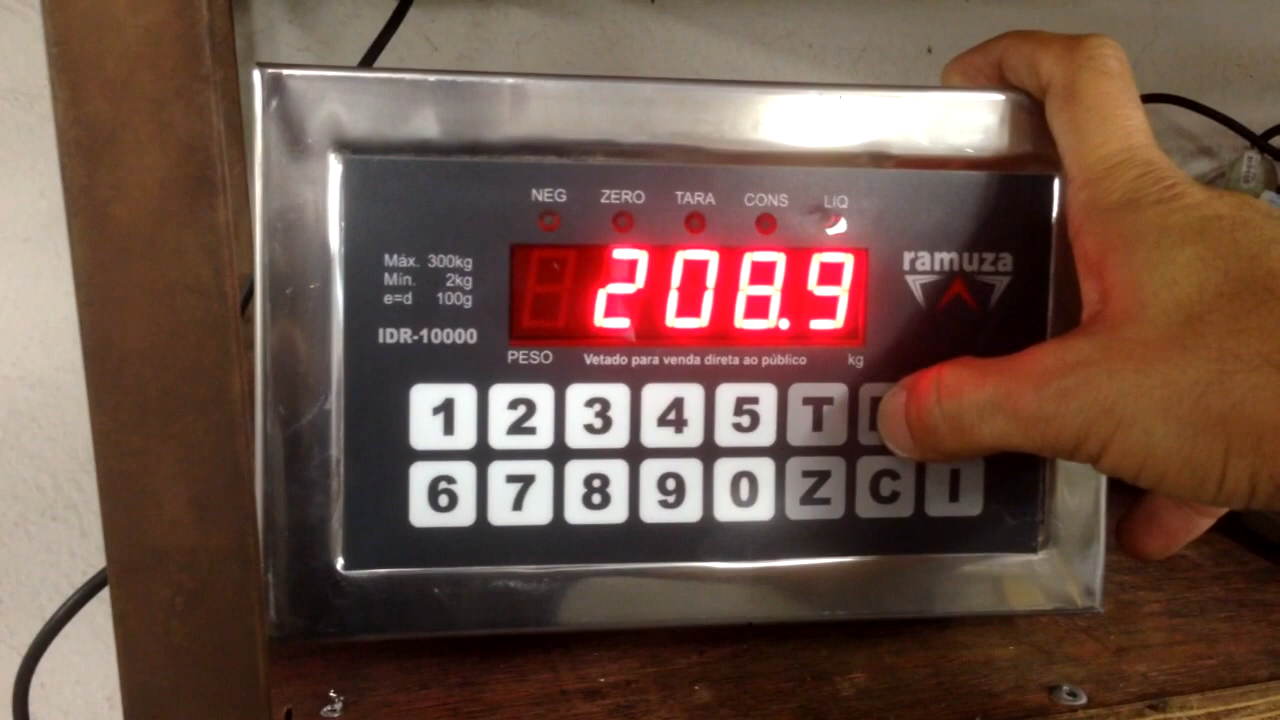 NEG ZERO TARA CONS LIQ
Máx. 300kg
Mín. 2kg
e=d 100g
IDR-10000
208.9
ramuza
PESO Vetado para venda direta ao público kg
1 2 3 4 5 T
6 7 8 9 0 Z C I